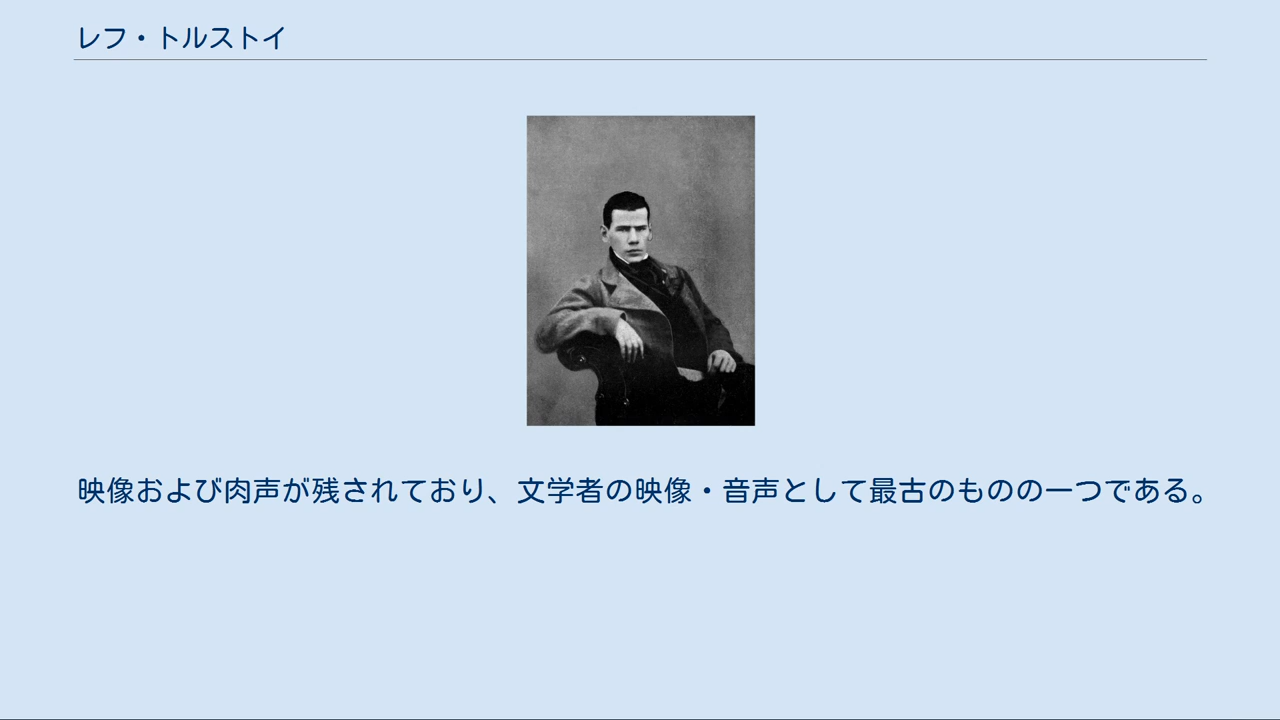 レフ・トルストイ
映像および肉声が残されており、文学者の映像・音声として最古のものの一つである。